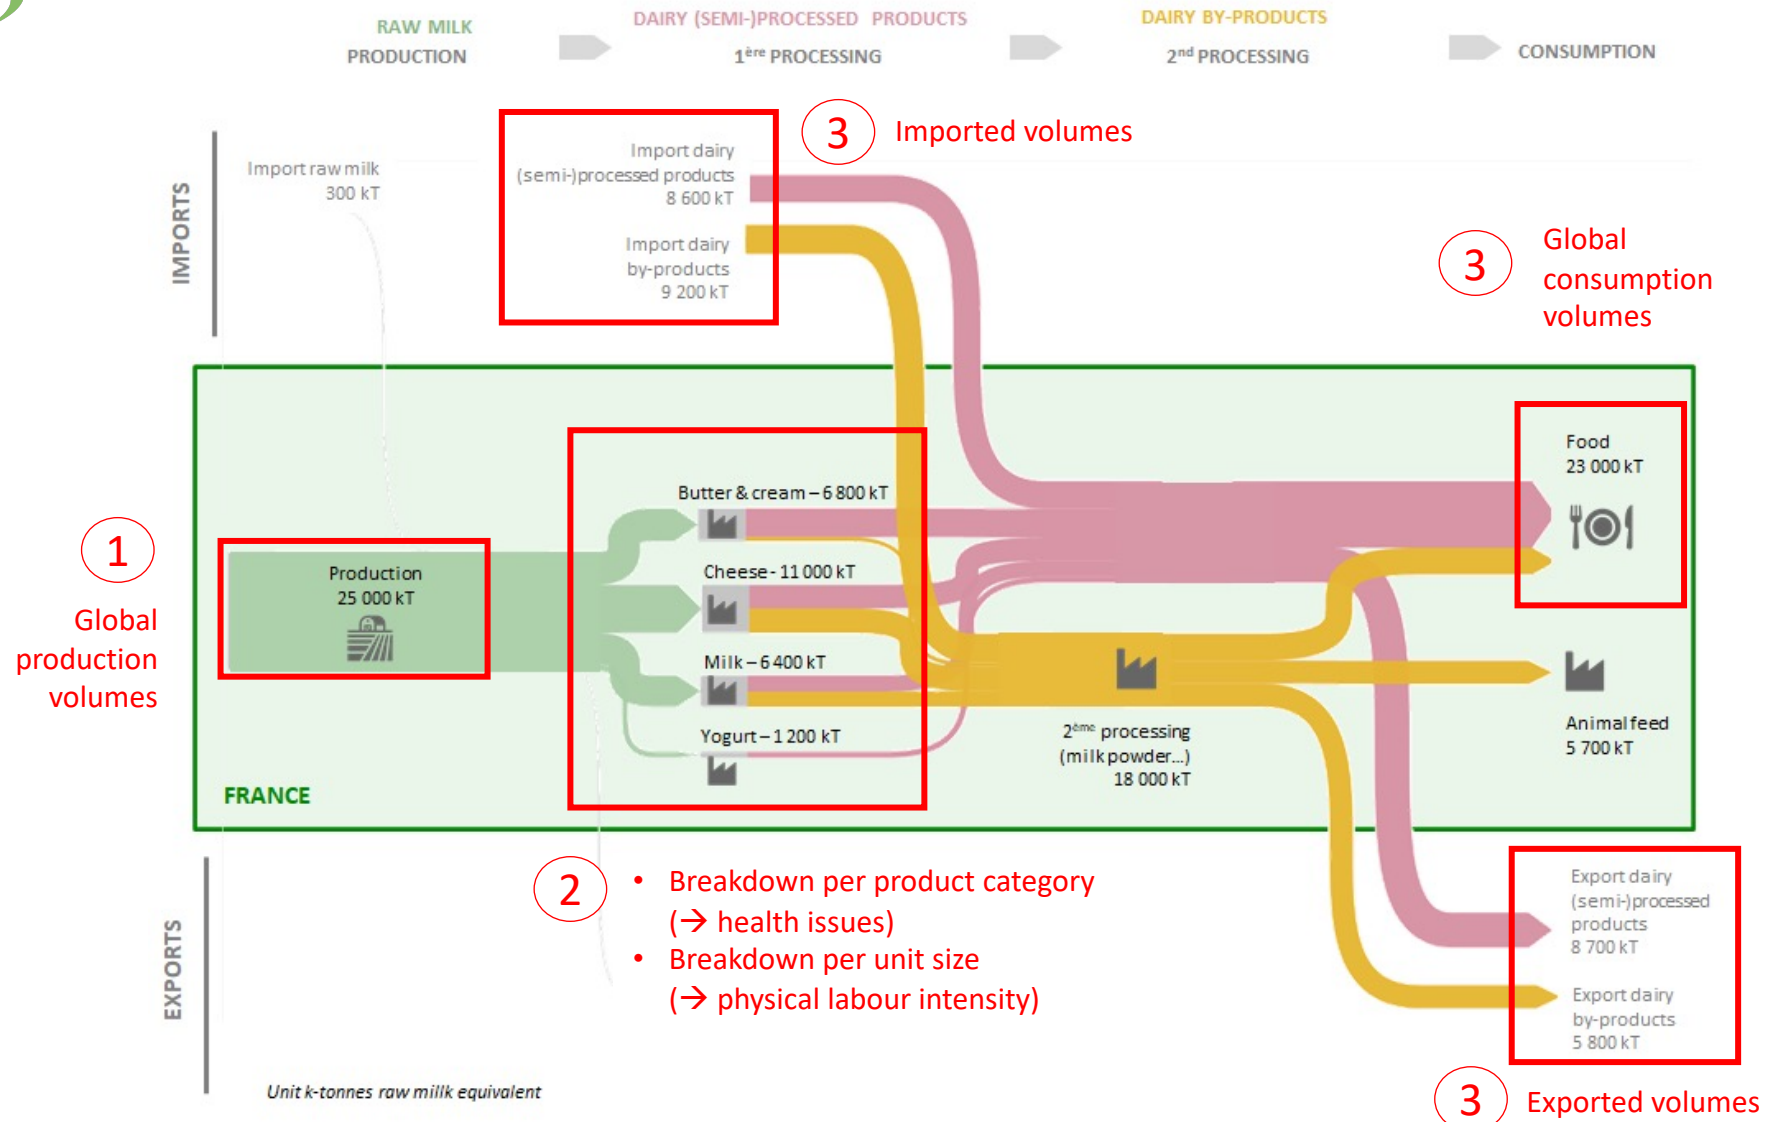 RAW MILK
PRODUCTION
DAIRY (SEMI-)PROCESSED PRODUCTS
1ère PROCESSING
DAIRY BY-PRODUCTS
2nd PROCESSING
CONSUMPTION
IMPORTS
Import raw milk
300 kT
Import dairy
(semi-)processed products
8 600 kT
Import dairy
by-products
9 200 kT
3
Imported volumes
3
Global
consumption
volumes
1
Global
production
volumes
Production
25 000 kT
Butter & cream – 6 800 kT
Cheese - 11 000 kT
Milk – 6 400 kT
Yogurt – 1 200 kT
2ème processing
(milk powder...)
18 000 kT
Food
23 000 kT
Animal feed
5 700 kT
FRANCE
EXPORTS
2
• Breakdown per product category
(→ health issues)
• Breakdown per unit size
(→ physical labour intensity)
Export dairy
(semi-)processed
products
8 700 kT
Export dairy
by-products
5 800 kT
3
Exported volumes
Unit k-tonnes raw millk equivalent